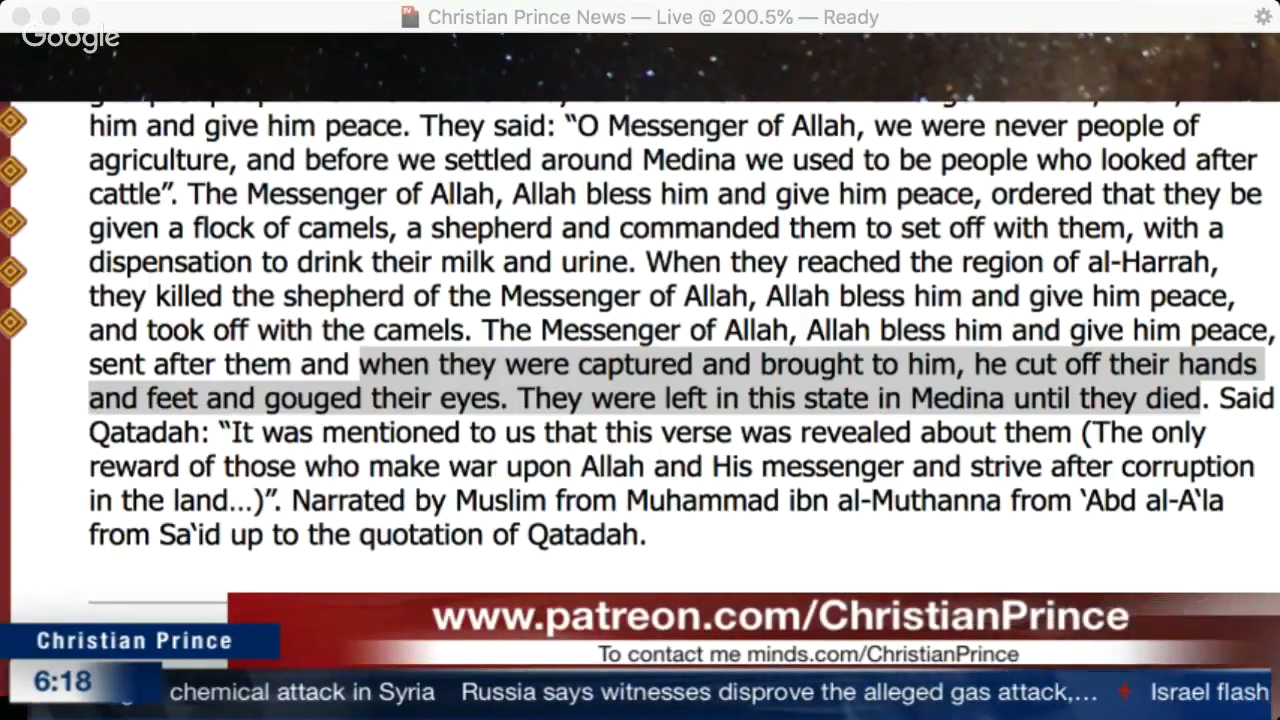 Christian Prince News — Live @ 200.5% — Ready
Google
him and give him peace. They said: “O Messenger of Allah, we were never people of
agriculture, and before we settled around Medina we used to be people who looked after
cattle”. The Messenger of Allah, Allah bless him and give him peace, ordered that they be
given a flock of camels, a shepherd and commanded them to set off with them, with a
dispensation to drink their milk and urine. When they reached the region of al-Harrah,
they killed the shepherd of the Messenger of Allah, Allah bless him and give him peace,
and took off with the camels. The Messenger of Allah, Allah bless him and give him peace,
sent after them and when they were captured and brought to him, he cut off their hands
and feet and gouged their eyes. They were left in this state in Medina until they died. Said
Qatadah: “It was mentioned to us that this verse was revealed about them (The only
reward of those who make war upon Allah and His messenger and strive after corruption
in the land...)”. Narrated by Muslim from Muhammad ibn al-Muthanna from ‘Abd al-A‘la
from Sa‘id up to the quotation of Qatadah.
www.patreon.com/ChristianPrince
Christian Prince
To contact me minds.com/ChristianPrince
6:18
chemical attack in Syria Russia says witnesses disprove the alleged gas attack,... Israel flash